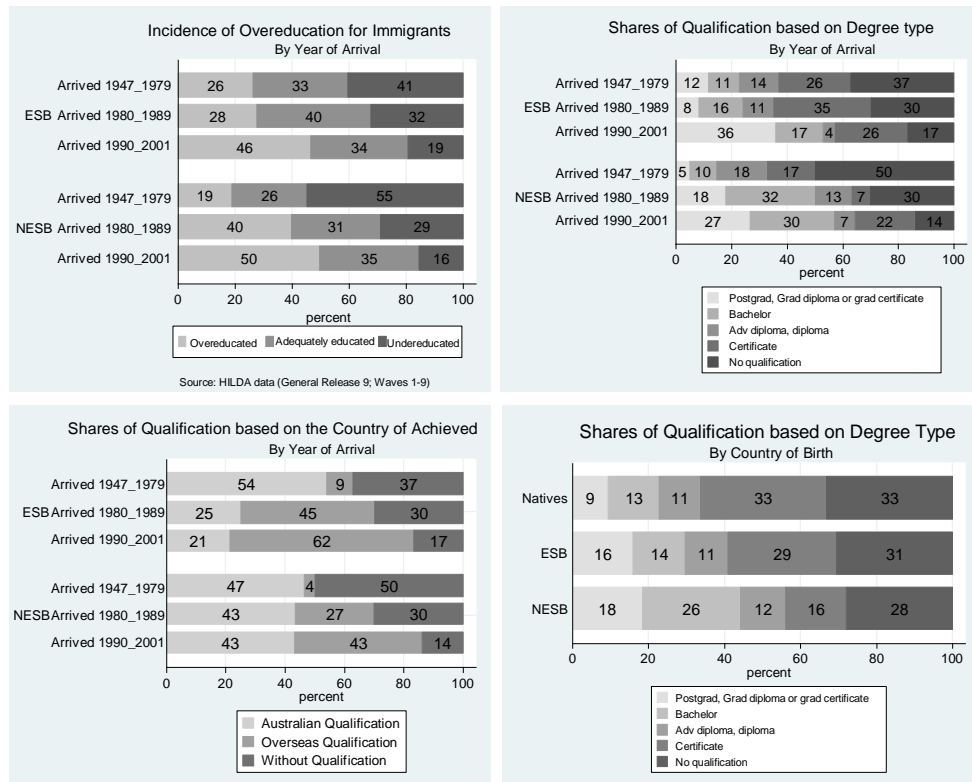 Incidence of Overeducation for Immigrants
By Year of Arrival
Arrived 1947_1979 26 33 41
ESB Arrived 1980_1989 28 40 32
Arrived 1990_2001 46 34 19
Arrived 1947_1979 19 26 55
NESB Arrived 1980_1989 40 31 29
Arrived 1990_2001 50 35 16
0 20 40 60 80 100
percent
Overeducated Adequately educated Undereducated
Source: HILDA data (General Release 9; Waves 1-9)
Shares of Qualification based on Degree type
By Year of Arrival
Arrived 1947_1979 12 11 14 26 37
ESB Arrived 1980_1989 8 16 11 35 30
Arrived 1990_2001 36 17 4 26 17
Arrived 1947_1979 5 10 18 17 50
NESB Arrived 1980_1989 18 32 13 7 30
Arrived 1990_2001 27 30 7 22 14
0 20 40 60 80 100
percent
Postgrad, Grad diploma or grad certificate
Bachelor
Adv diploma, diploma
Certificate
No qualification
Shares of Qualification based on the Country of Achieved
By Year of Arrival
Arrived 1947_1979 54 9 37
ESBArrived 1980_1989 25 45 30
Arrived 1990_2001 21 62 17
Arrived 1947_1979 47 4 50
NESBArrived 1980_1989 43 27 30
Arrived 1990_2001 43 43 14
0 20 40 60 80 100
percent
Australian Qualification
Overseas Qualification
Without Qualification
Shares of Qualification based on Degree Type
By Country of Birth
Natives 9 13 11 33 33
ESB 16 14 11 29 31
NESB 18 26 12 16 28
0 20 40 60 80 100
percent
Postgrad, Grad diploma or grad certificate
Bachelor
Adv diploma, diploma
Certificate
No qualification